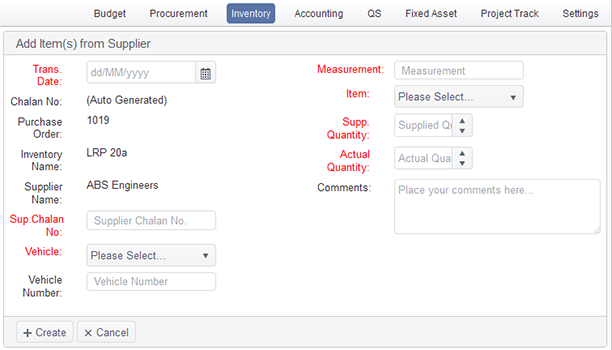 Budget Procurement Inventory Accounting QS Fixed Asset Project Track Settings
Add Item(s) from Supplier
Trans. Date: dd/MM/yyyy
Chalan No: (Auto Generated)
Purchase Order: 1019
Inventory Name: LRP 20a
Supplier Name: ABS Engineers
Sup.Chalan No: Supplier Chalan No.
Vehicle: Please Select...
Vehicle Number: Vehicle Number
Measurement: Measurement
Item: Please Select...
Supp. Quantity: Supplied Qu
Actual Quantity: Actual Qua
Comments: Place your comments here...
+ Create × Cancel